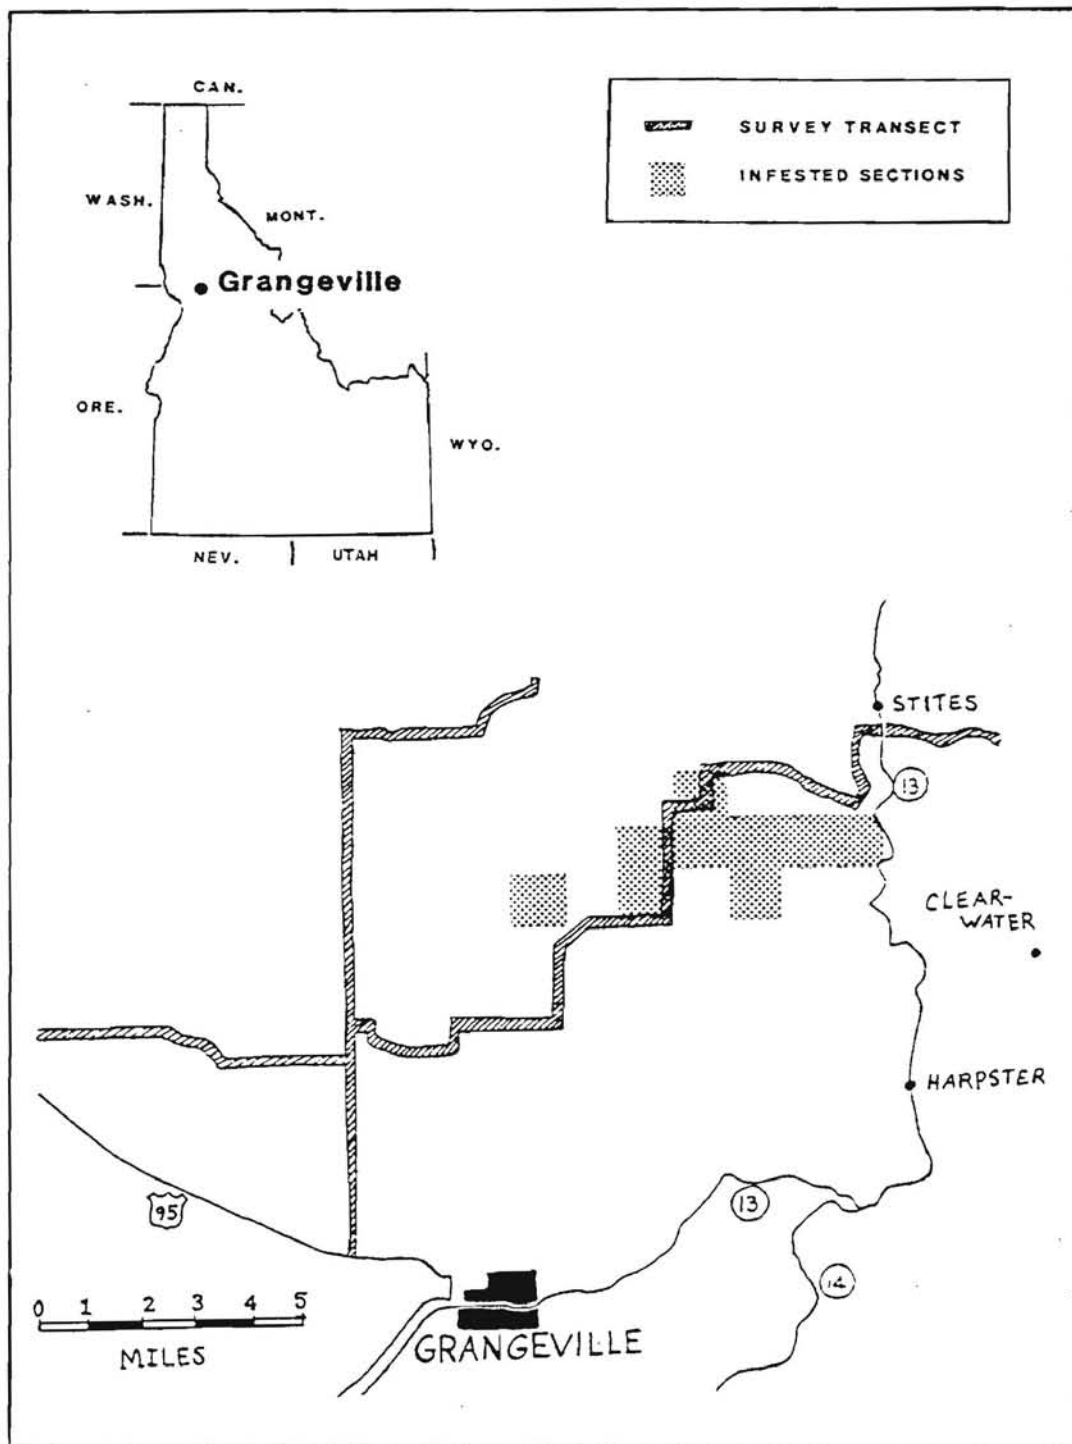 CAN.
WASH.
MONT.
Grangeville
ORE.
WYO.
NEV.
UTAH
SURVEY TRANSECT
INFESTED SECTIONS
STITES
13
CLEAR-
WATER
HARPSTER
13
95
14
0 1 2 3 4 5
MILES
GRANGEVILLE